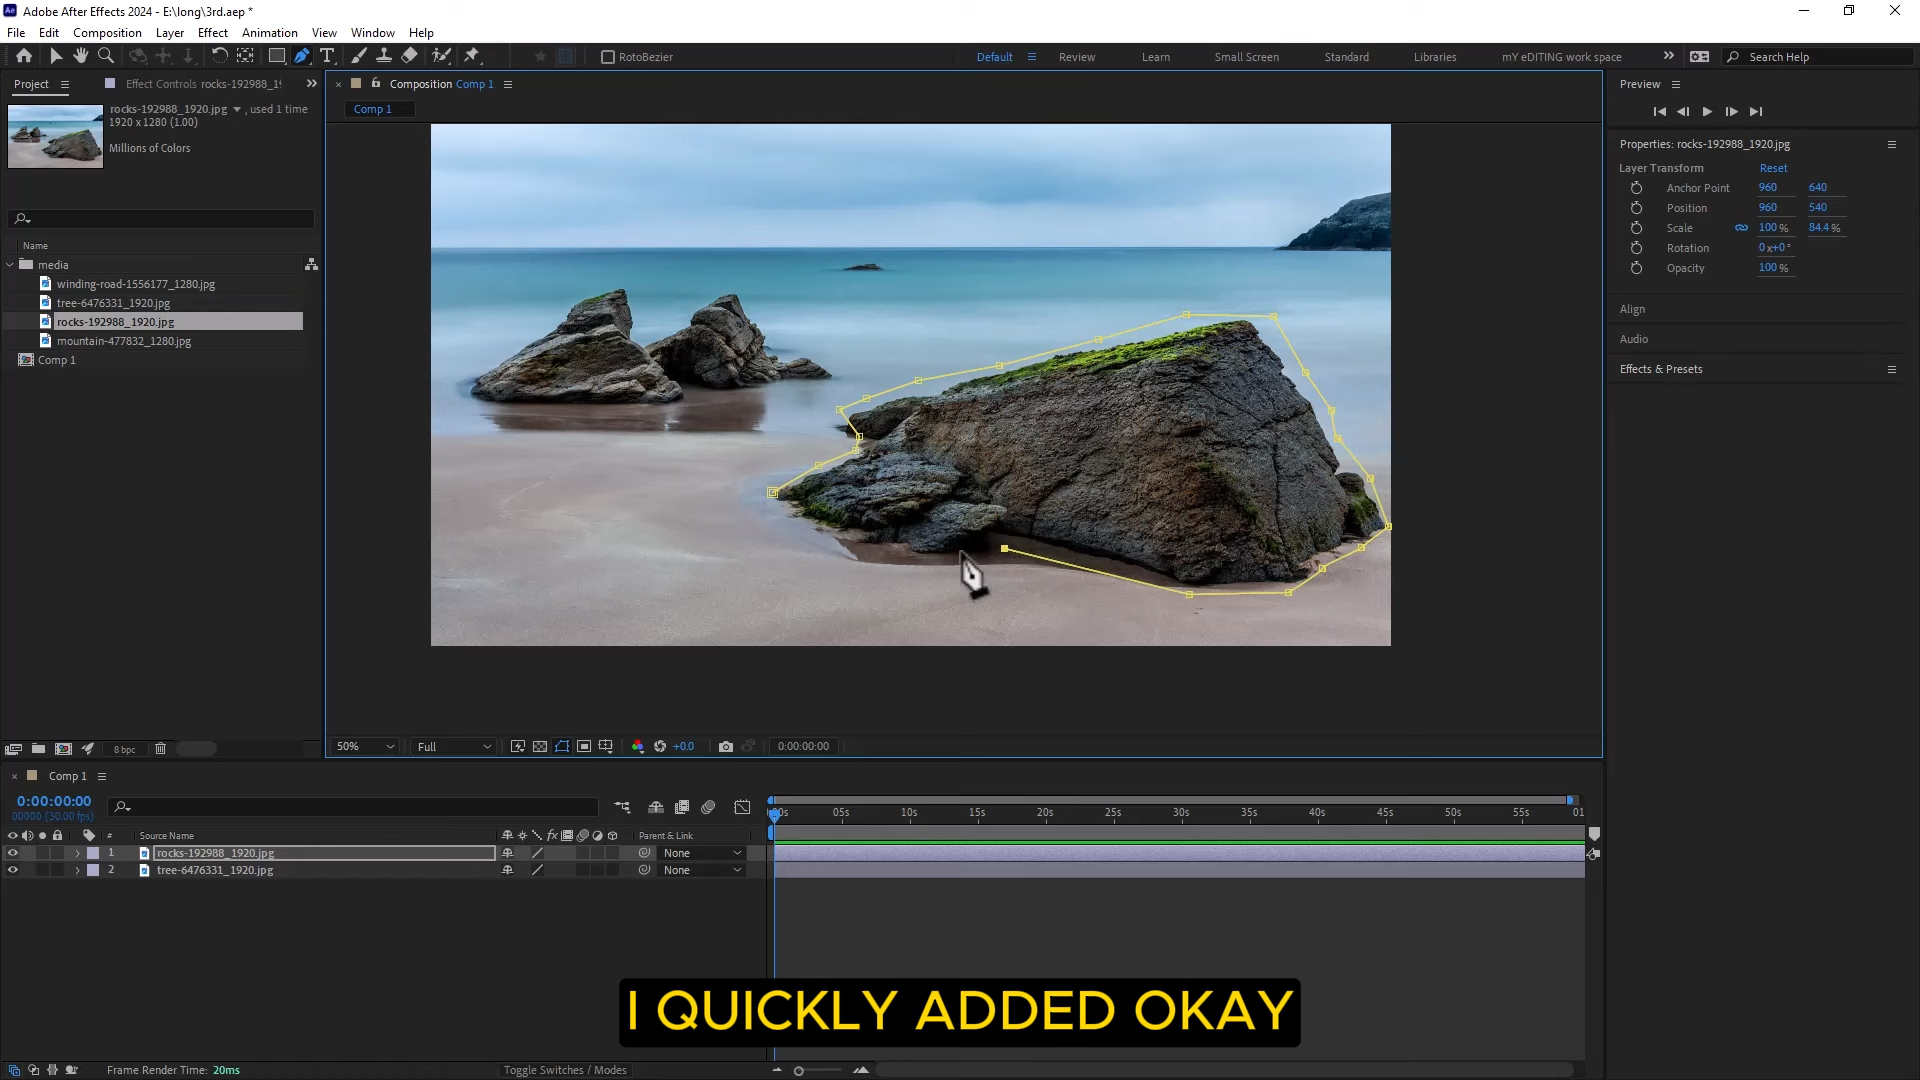 Adobe After Effects 2024 - E:\long\3rd.aep *
File Edit Composition Layer Effect Animation View Window Help
RotoBezier Default Review Learn Small Screen Standard Libraries mY eDITING work space Search Help
Project Effect Controls rocks-192988_1
rocks-192988_1920.jpg , used 1 time
1920 x 1280 (1.00)
Millions of Colors
Name
media
winding-road-1556177_1280.jpg
tree-6476331_1920.jpg
rocks-192988_1920.jpg
mountain-477832_1280.jpg
Comp 1
8 bpc
Composition Comp 1
Comp 1
50% Full +0.0 0:00:00:00
Preview
Properties: rocks-192988_1920.jpg
Layer Transform Reset
Anchor Point 960 640
Position 960 540
Scale 100 % 84.4 %
Rotation 0 x+0 °
Opacity 100 %
Align
Audio
Effects & Presets
Comp 1
0:00:00:00
00000 (30.00 fps)
# Source Name fx Parent & Link
1 rocks-192988_1920.jpg None
2 tree-6476331_1920.jpg None
00s 05s 10s 15s 20s 25s 30s 35s 40s 45s 50s 55s 01
I QUICKLY ADDED OKAY
Frame Render Time: 20ms Toggle Switches / Modes